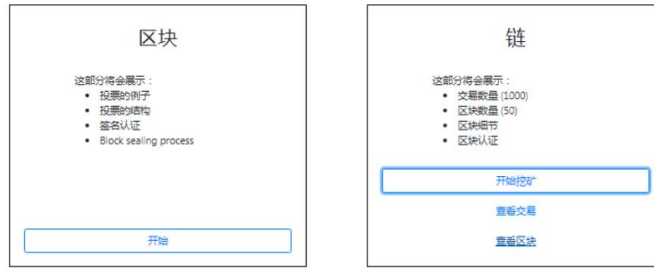 区块
这部分将会展示：
• 投票的例子
• 投票的结构
• 签名认证
• Block sealing process
开始
链
这部分将会展示：
• 交易数量 (1000)
• 区块数量 (50)
• 区块细节
• 区块认证
开始挖矿
查看交易
查看区块